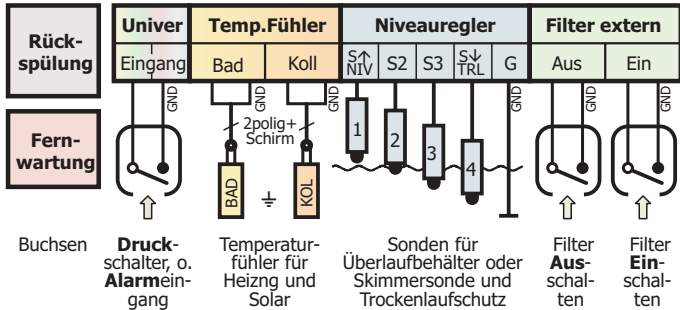 Rück-
spülung
Fern-
wartung
Univer
Temp.Fühler
Niveauregler
Filter extern
Eingang
Bad
Koll
S↑
NIV
S2
S3
S↓
TRL
G
Aus
Ein
GND
GND
GND
GND
GND
GND
2polig+
Schirm
BAD
KOL
1
2
3
4
Buchsen
Druck-
schalter, o.
Alarmein-
gang
Temperatur-
fühler für
Heizng und
Solar
Sonden für
Überlaufbehälter oder
Skimmersonde und
Trockenlaufschutz
Filter
Aus-
schal-
ten
Filter
Ein-
schal-
ten